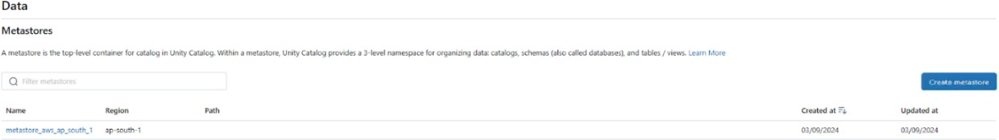 Data
Metastores
A metastore is the top-level container for catalog in Unity Catalog. Within a metastore, Unity Catalog provides a 3-level namespace for organizing data: catalogs, schemas (also called databases), and tables / views. Learn More
Filter metastores
Create metastore
Name Region Path Created at Updated at
metastore_aws_ap_south_1 ap-south-1 03/09/2024 03/09/2024